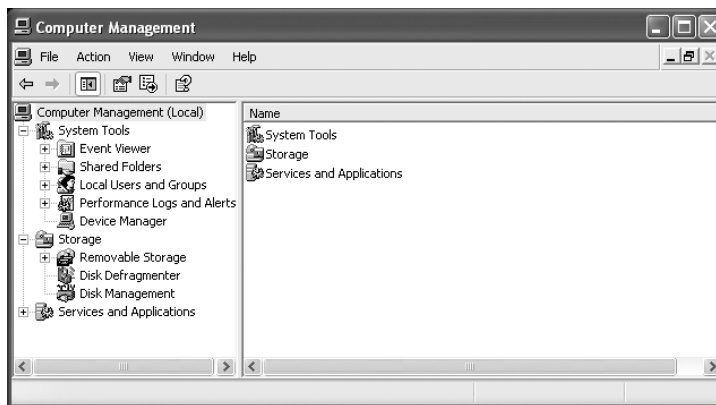 Computer Management
File Action View Window Help
Computer Management (Local)
System Tools
Event Viewer
Shared Folders
Local Users and Groups
Performance Logs and Alerts
Device Manager
Storage
Removable Storage
Disk Defragmenter
Disk Management
Services and Applications
Name
System Tools
Storage
Services and Applications